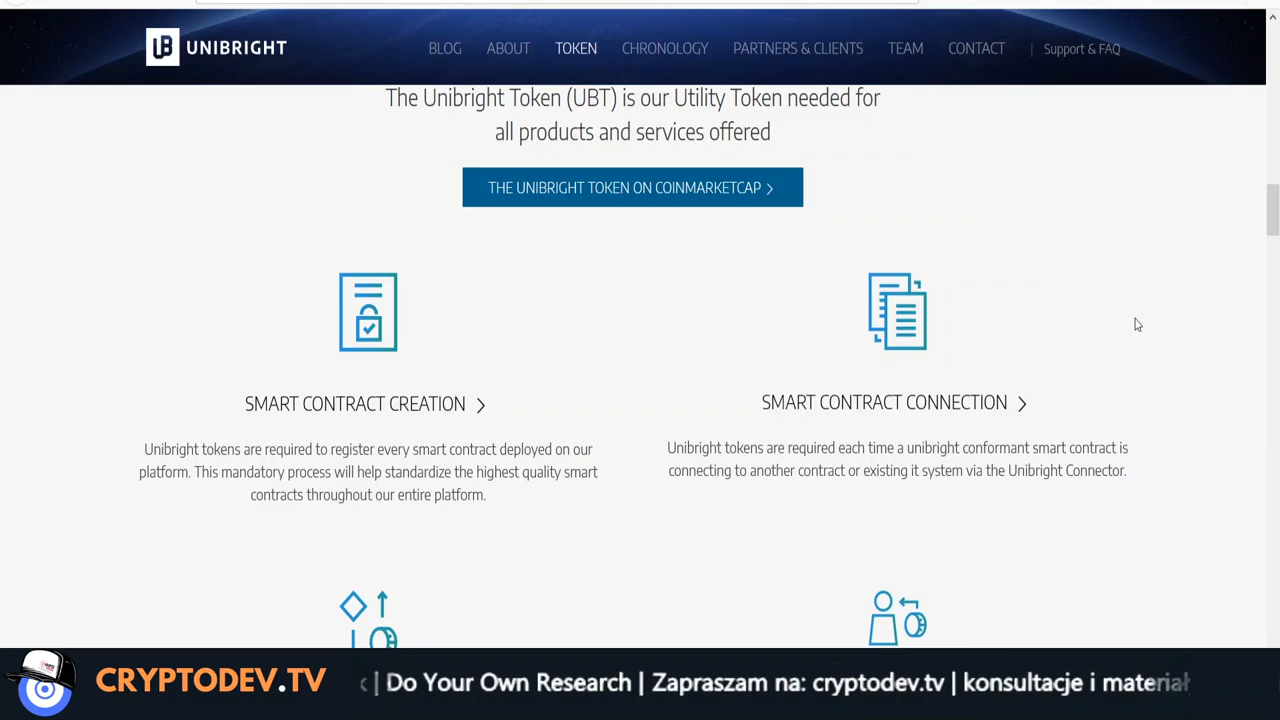 UB UNIBRIGHT BLOG ABOUT TOKEN CHRONOLOGY PARTNERS & CLIENTS TEAM CONTACT | Support & FAQ
The Unibright Token (UBT) is our Utility Token needed for
all products and services offered
THE UNIBRIGHT TOKEN ON COINMARKETCAP >
SMART CONTRACT CREATION >
Unibright tokens are required to register every smart contract deployed on our
platform. This mandatory process will help standardize the highest quality smart
contracts throughout our entire platform.
SMART CONTRACT CONNECTION >
Unibright tokens are required each time a unibright conformant smart contract is
connecting to another contract or existing it system via the Unibright Connector.
CRYPTODEV.TV | Do Your Own Research | Zapraszam na: cryptodev.tv | konsultacje i materiał